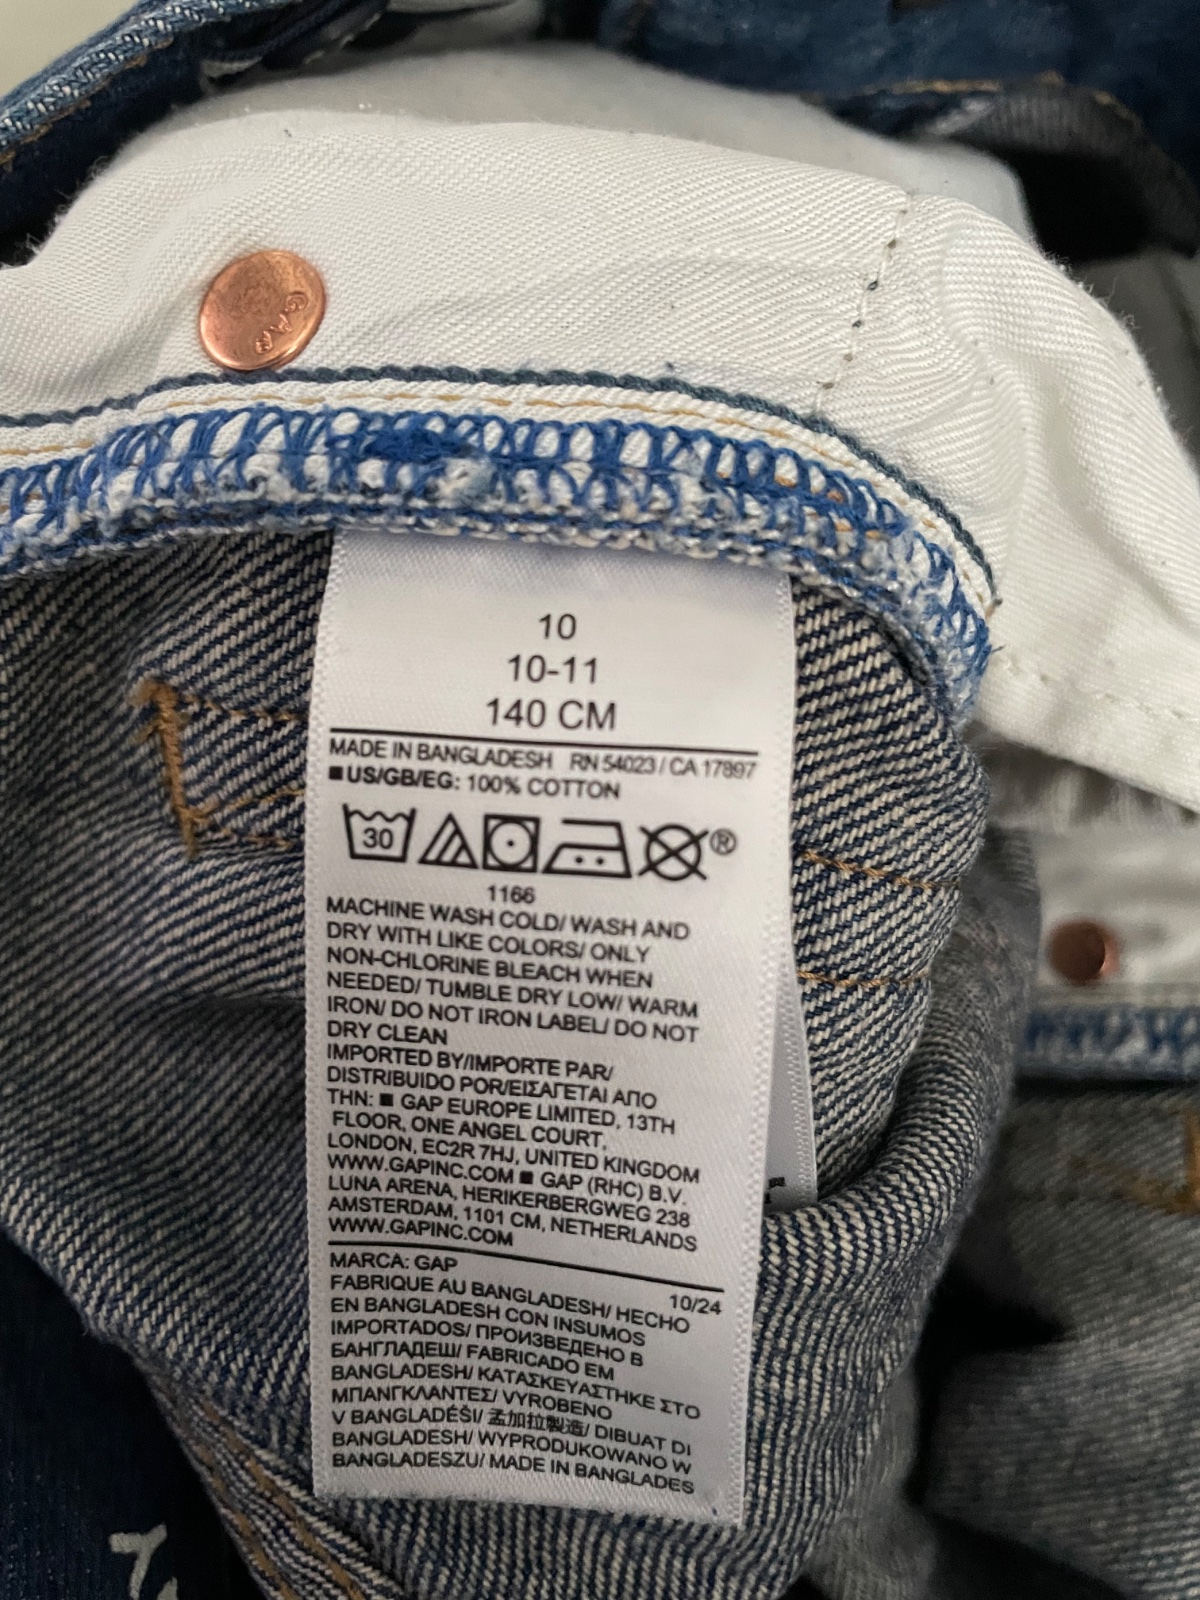 GAP
10
10-11
140 CM
MADE IN BANGLADESH RN 54023 / CA 17897
■ US/GB/EG: 100% COTTON
30 ®
1166
MACHINE WASH COLD/ WASH AND
DRY WITH LIKE COLORS/ ONLY
NON-CHLORINE BLEACH WHEN
NEEDED/ TUMBLE DRY LOW/ WARM
IRON/ DO NOT IRON LABEL/ DO NOT
DRY CLEAN
IMPORTED BY/IMPORTE PAR/
DISTRIBUIDO POR/ΕΙΣΑΓΕΤΑΙ ΑΠΟ
ΤΗΝ: ■ GAP EUROPE LIMITED, 13TH
FLOOR, ONE ANGEL COURT,
LONDON, EC2R 7HJ, UNITED KINGDOM
WWW.GAPINC.COM ■ GAP (RHC) B.V.
LUNA ARENA, HERIKERBERGWEG 238
AMSTERDAM, 1101 CM, NETHERLANDS
WWW.GAPINC.COM
MARCA: GAP
10/24
FABRIQUE AU BANGLADESH/ HECHO
EN BANGLADESH CON INSUMOS
IMPORTADOS/ ПРОИЗВЕДЕНО В
БАНГЛАДЕШ/ FABRICADO EM
BANGLADESH/ ΚΑΤΑΣΚΕΥΑΣΤΗΚΕ ΣΤΟ
ΜΠΑΝΓΚΛΑΝΤΕΣ/ VYROBENO
V BANGLADÉŠI/ 孟加拉製造/ DIBUAT DI
BANGLADESH/ WYPRODUKOWANO W
BANGLADESZU/ MADE IN BANGLADES